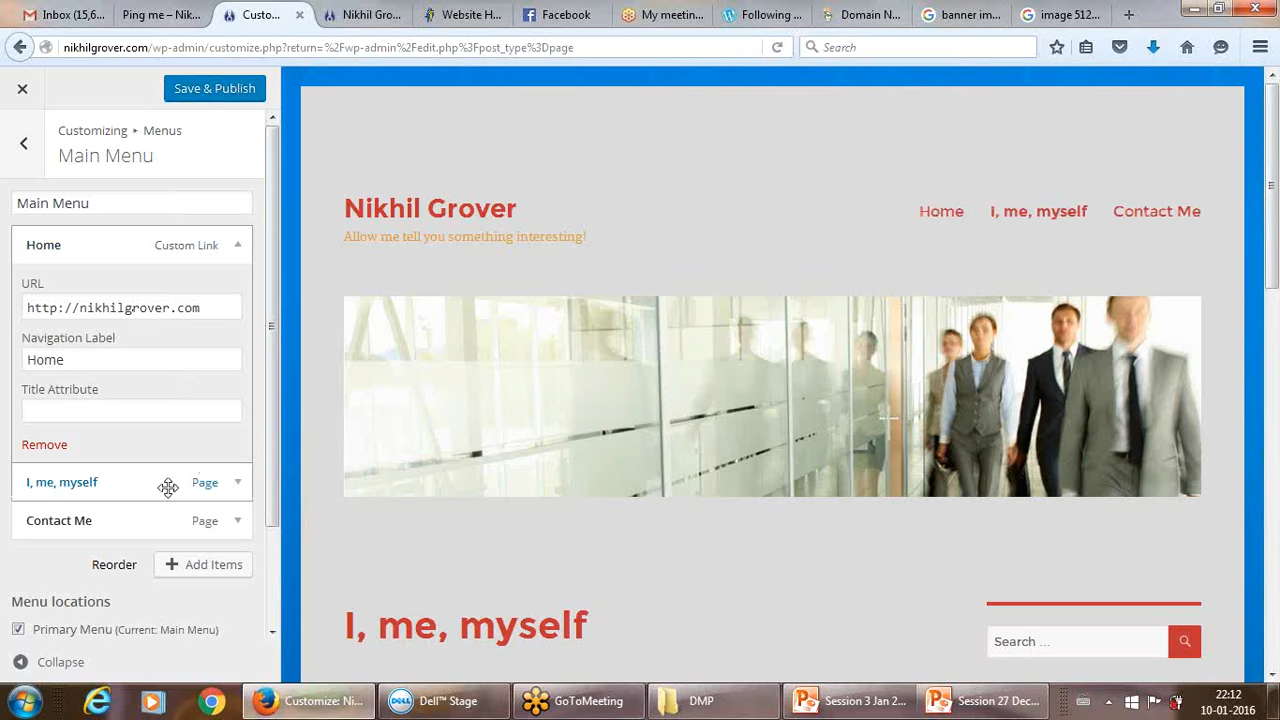 Inbox (15,6...
Ping me – Nik...
Custo...
Nikhil Gro...
Website H...
Facebook
My meetin...
Following ...
Domain N...
banner im...
image 512...
nikhilgrover.com/wp-admin/customize.php?return=%2Fwp-admin%2Fedit.php%3Fpost_type%3Dpage
Search
Save & Publish
Customizing ▸ Menus
Main Menu
Main Menu
Home Custom Link
URL
http://nikhilgrover.com
Navigation Label
Home
Title Attribute
Remove
I, me, myself Page
Contact Me Page
Reorder
Add Items
Menu locations
Primary Menu (Current: Main Menu)
Collapse
Nikhil Grover
Allow me tell you something interesting!
Home I, me, myself Contact Me
I, me, myself
Search ...
Customize: Ni...
DELL
Dell™ Stage
GoToMeeting
DMP
Session 3 Jan 2...
Session 27 Dec...
22:12
10-01-2016